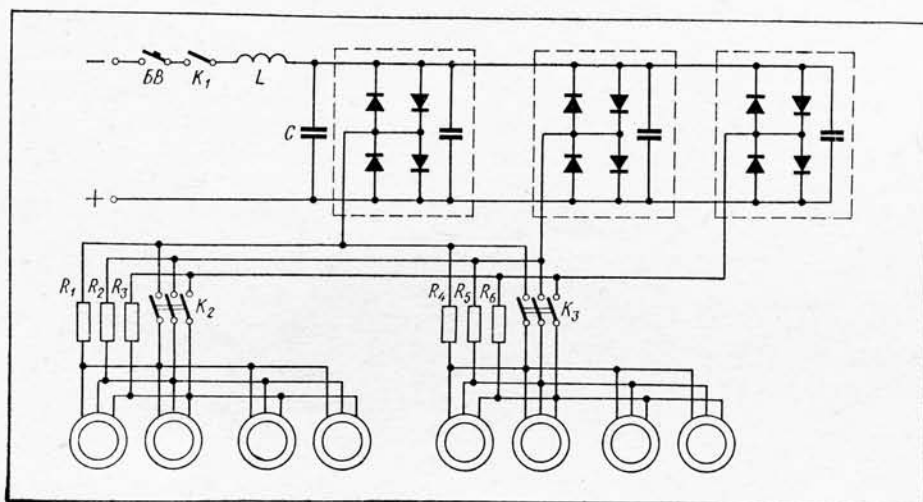 −
БВ K₁ L
C
+
R₁ R₂ R₃ K₂ R₄ R₅ R₆ K₃